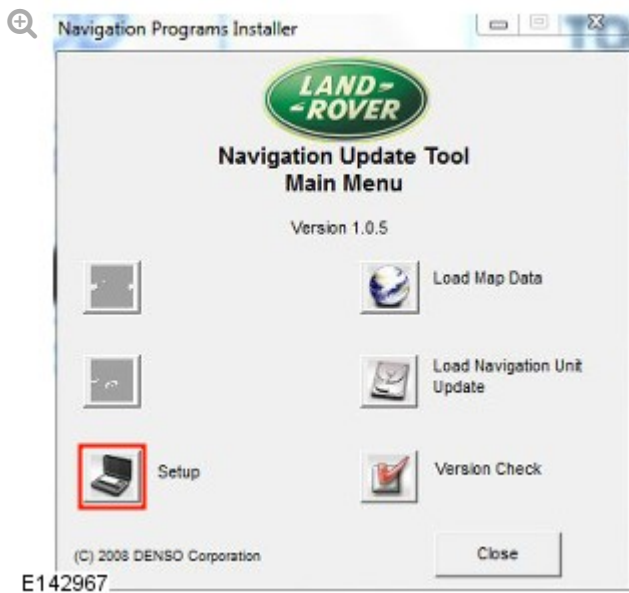 Navigation Programs Installer
LAND-
-ROVER
Navigation Update Tool
Main Menu
Version 1.0.5
Load Map Data
Load Navigation Unit
Update
Setup
Version Check
(C) 2008 DENSO Corporation
Close
E142967